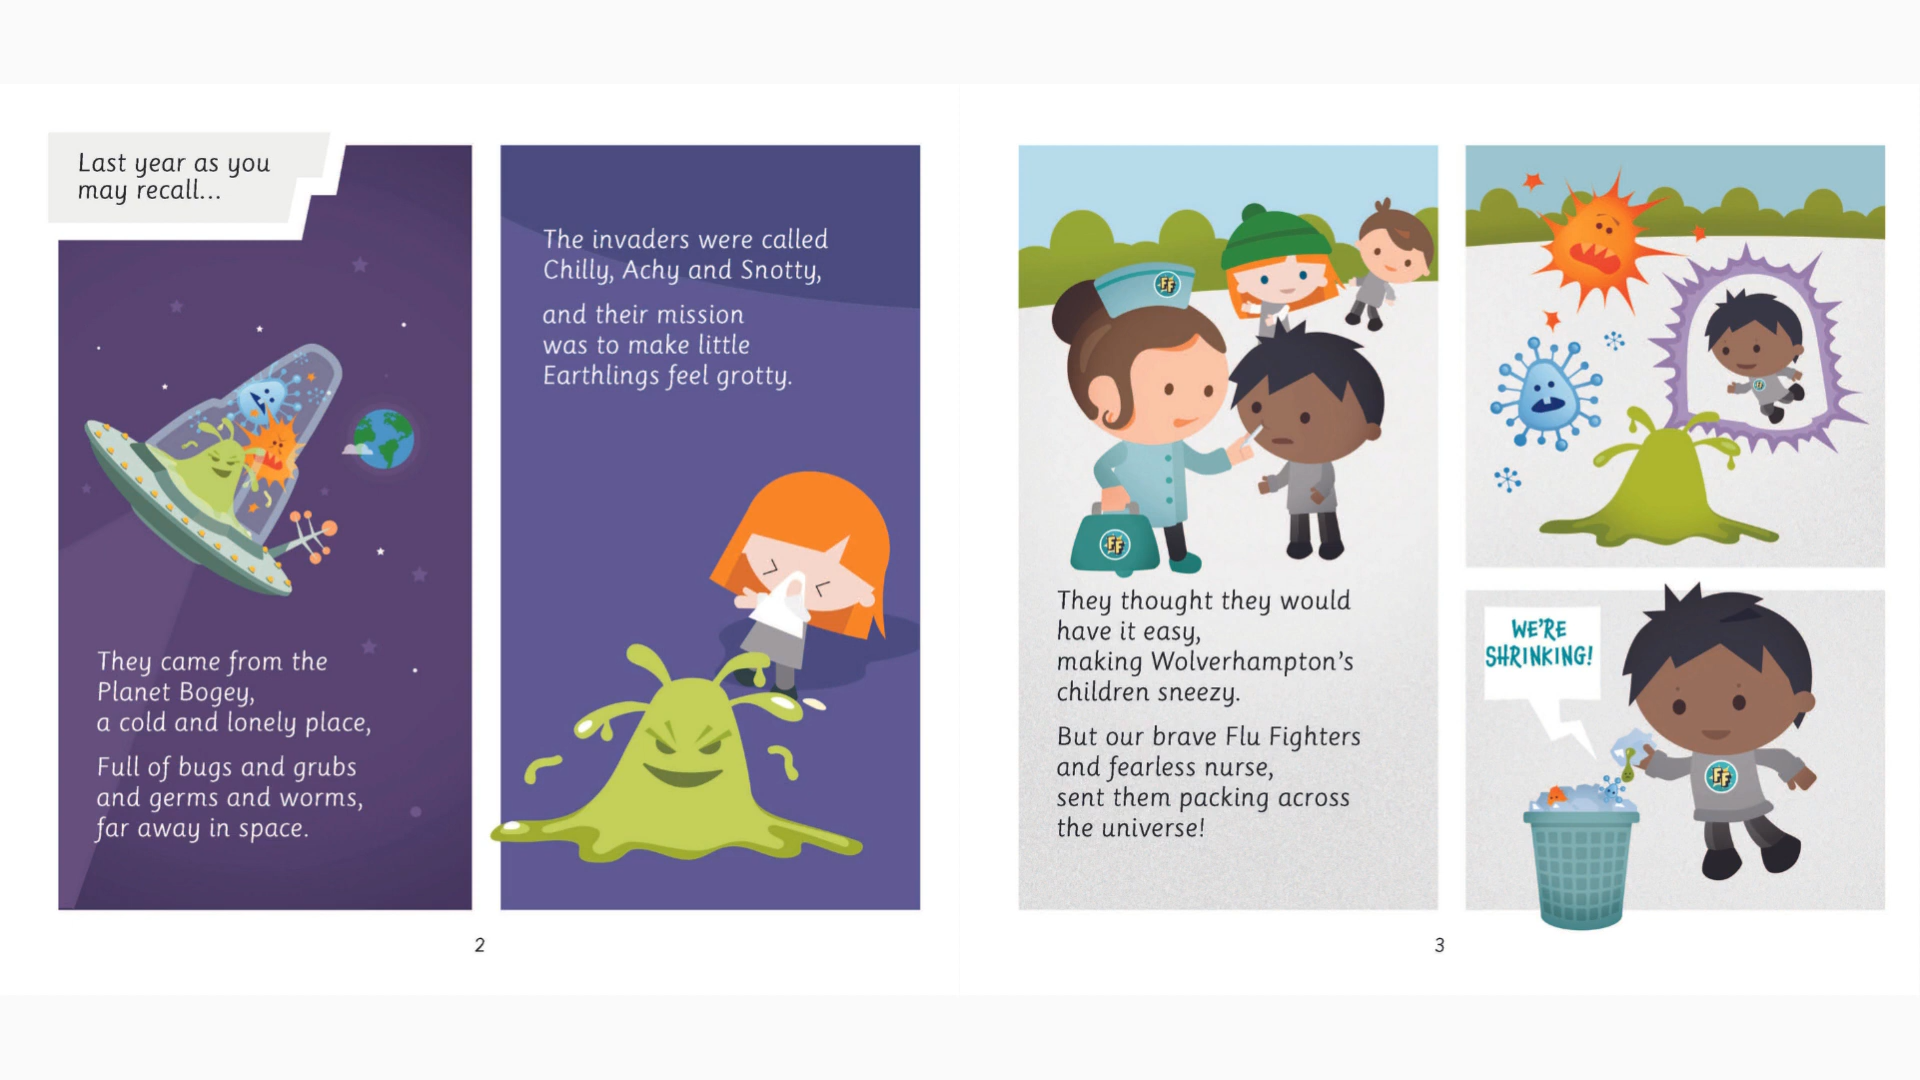 Last year as you
may recall...
They came from the
Planet Bogey,
a cold and lonely place,
Full of bugs and grubs
and germs and worms,
far away in space.
The invaders were called
Chilly, Achy and Snotty,
and their mission
was to make little
Earthlings feel grotty.
2
FF
FF
They thought they would
have it easy,
making Wolverhampton's
children sneezy.
But our brave Flu Fighters
and fearless nurse,
sent them packing across
the universe!
WE'RE
SHRINKING!
FF
3